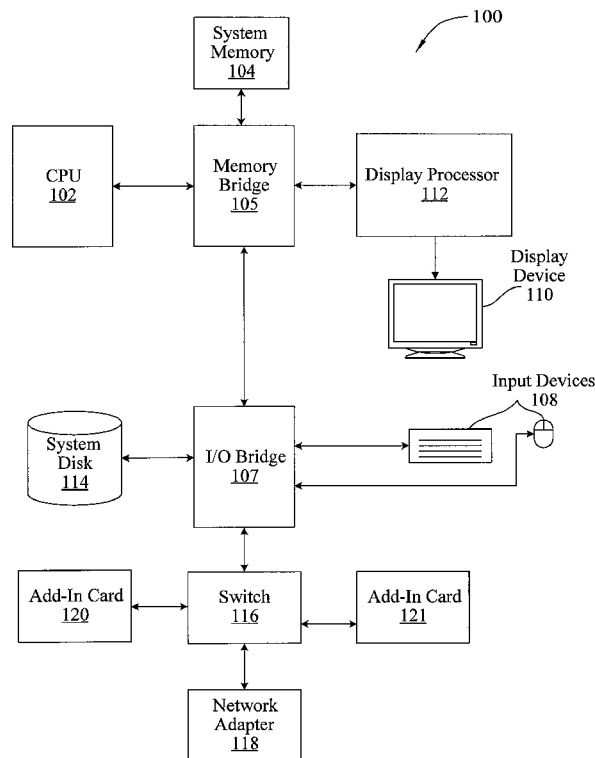 100
System
Memory
104
CPU
102
Memory
Bridge
105
Display Processor
112
Display
Device
110
Input Devices
108
System
Disk
114
I/O Bridge
107
Add-In Card
120
Switch
116
Add-In Card
121
Network
Adapter
118